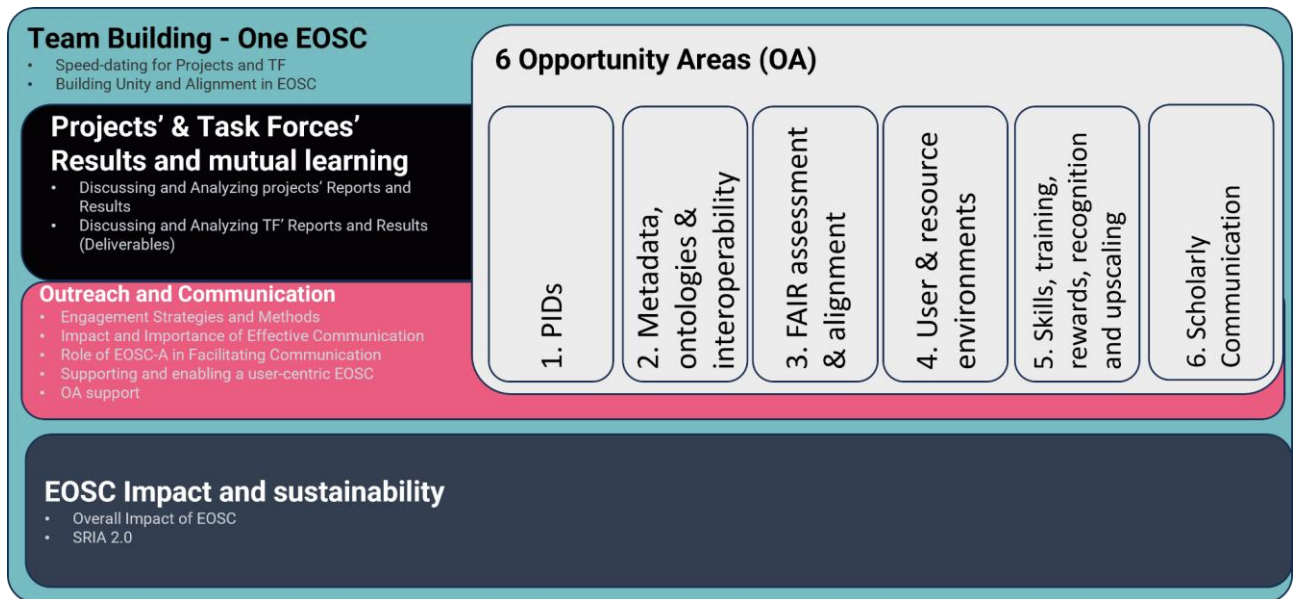 Team Building - One EOSC
• Speed-dating for Projects and TF
• Building Unity and Alignment in EOSC
Projects’ & Task Forces’
Results and mutual learning
• Discussing and Analyzing projects’ Reports and
Results
• Discussing and Analyzing TF’ Reports and Results
(Deliverables)
Outreach and Communication
• Engagement Strategies and Methods
• Impact and Importance of Effective Communication
• Role of EOSC-A in Facilitating Communication
• Supporting and enabling a user-centric EOSC
• OA support
6 Opportunity Areas (OA)
1. PIDs
2. Metadata,
ontologies &
interoperability
3. FAIR assessment
& alignment
4. User & resource
environments
5. Skills, training,
rewards, recognition
and upscaling
6. Scholarly
Communication
EOSC Impact and sustainability
• Overall Impact of EOSC
• SRIA 2.0